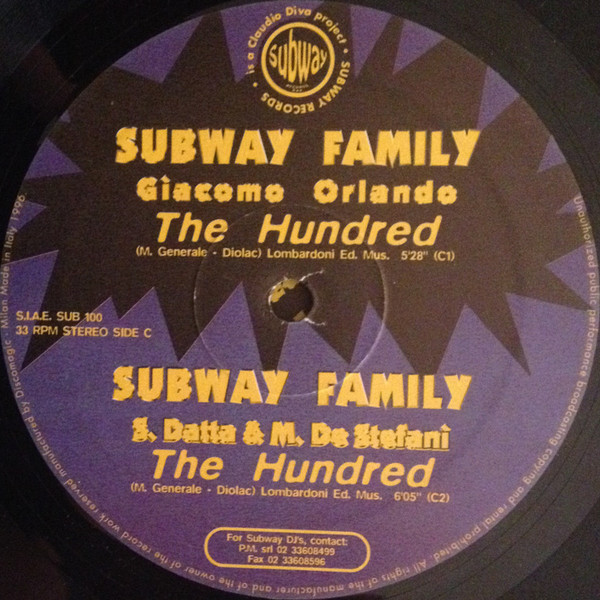 is a Claudio Diva project • SUBWAY RECORDS •
subway
RECORDS
SUBWAY FAMILY
Giacomo Orlando
The Hundred
(M. Generale - Diolac) Lombardoni Ed. Mus. 5'28" (C1)
S.I.A.E. SUB 100
33 RPM STEREO SIDE C
SUBWAY FAMILY
S. Datta & M. De Stefani
The Hundred
(M. Generale - Diolac) Lombardoni Ed. Mus. 6'05" (C2)
For Subway DJ's, contact:
P.M. srl 02 33608499
Fax 02 33608596
manufactured by Discomagic - Milan Made in Italy 1996
Unauthorized public performance broadcasting copying and rental prohibited. All rights of the manufacturer and of the owner of the record work reserved